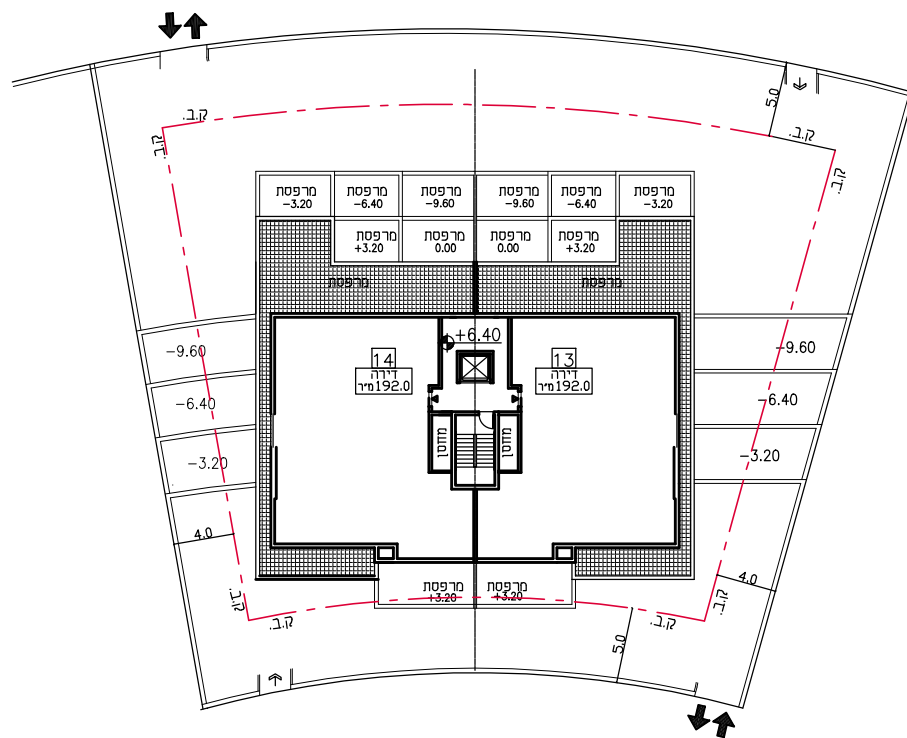 5.0
ק.ב.
ק.ב.
ק.ב.
ק.ב.
מרפסת
-3.20
מרפסת
-6.40
מרפסת
-9.60
מרפסת
-9.60
מרפסת
-6.40
מרפסת
-3.20
מרפסת
+3.20
מרפסת
0.00
מרפסת
0.00
מרפסת
+3.20
מרפסת
מרפסת
+6.40
-9.60
-9.60
14
דירה
192.0מ"ר
13
דירה
192.0מ"ר
-6.40
-6.40
מחסן
מחסן
-3.20
-3.20
4.0
4.0
מרפסת
+3.20
מרפסת
+3.20
ק.ב.
ק.ב.
ק.ב.
ק.ב.
5.0